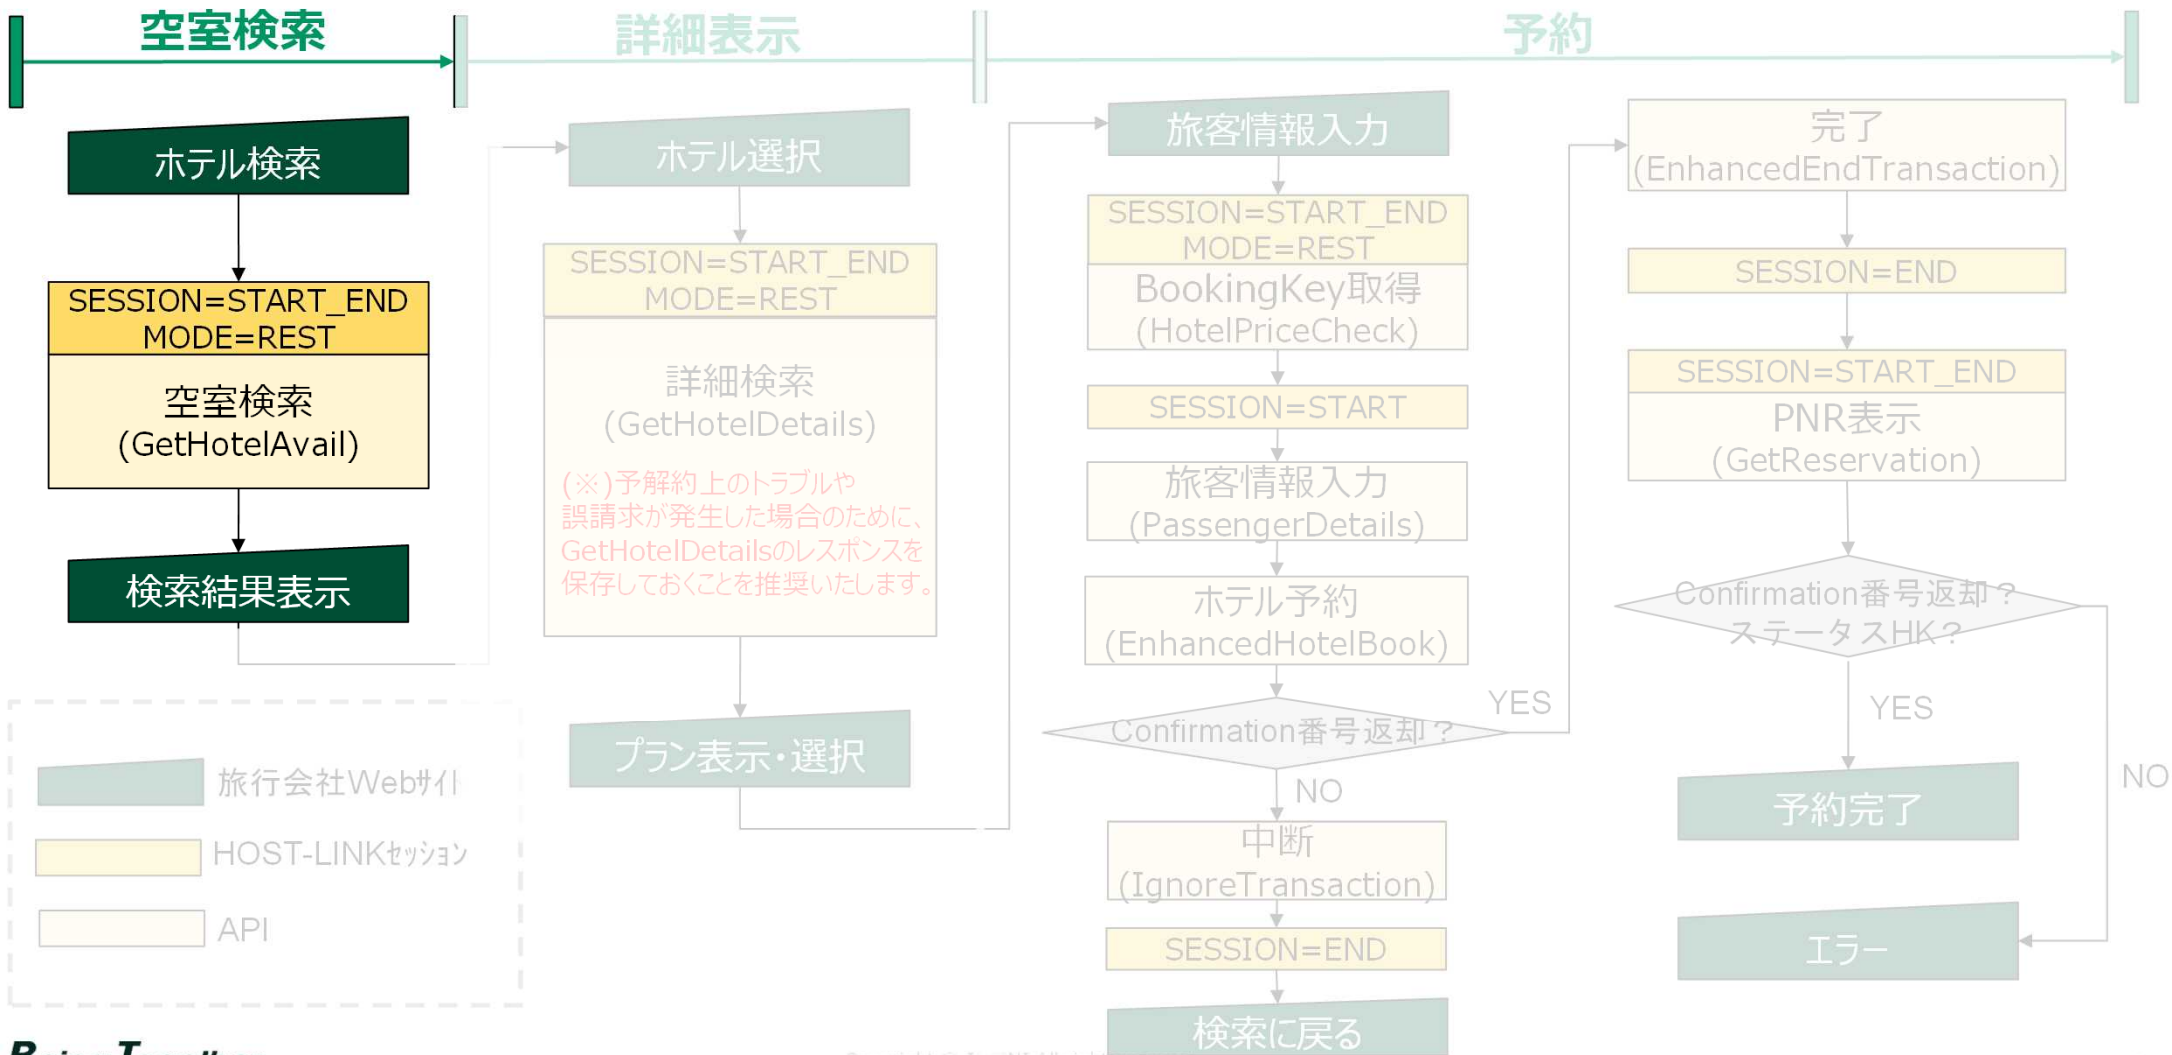 空室検索
詳細表示
予約
ホテル検索
SESSION=START_END
MODE=REST
空室検索
(GetHotelAvail)
検索結果表示
ホテル選択
SESSION=START_END
MODE=REST
詳細検索
(GetHotelDetails)
(※)予解約上のトラブルや
誤請求が発生した場合のために、
GetHotelDetailsのレスポンスを
保存しておくことを推奨いたします。
プラン表示・選択
旅客情報入力
SESSION=START_END
MODE=REST
BookingKey取得
(HotelPriceCheck)
SESSION=START
旅客情報入力
(PassengerDetails)
ホテル予約
(EnhancedHotelBook)
Confirmation番号返却？
YES
NO
中断
(IgnoreTransaction)
SESSION=END
検索に戻る
完了
(EnhancedEndTransaction)
SESSION=END
SESSION=START_END
PNR表示
(GetReservation)
Confirmation番号返却？
ステータスHK？
YES
NO
予約完了
エラー
旅行会社Webサイト
HOST-LINKセッション
API